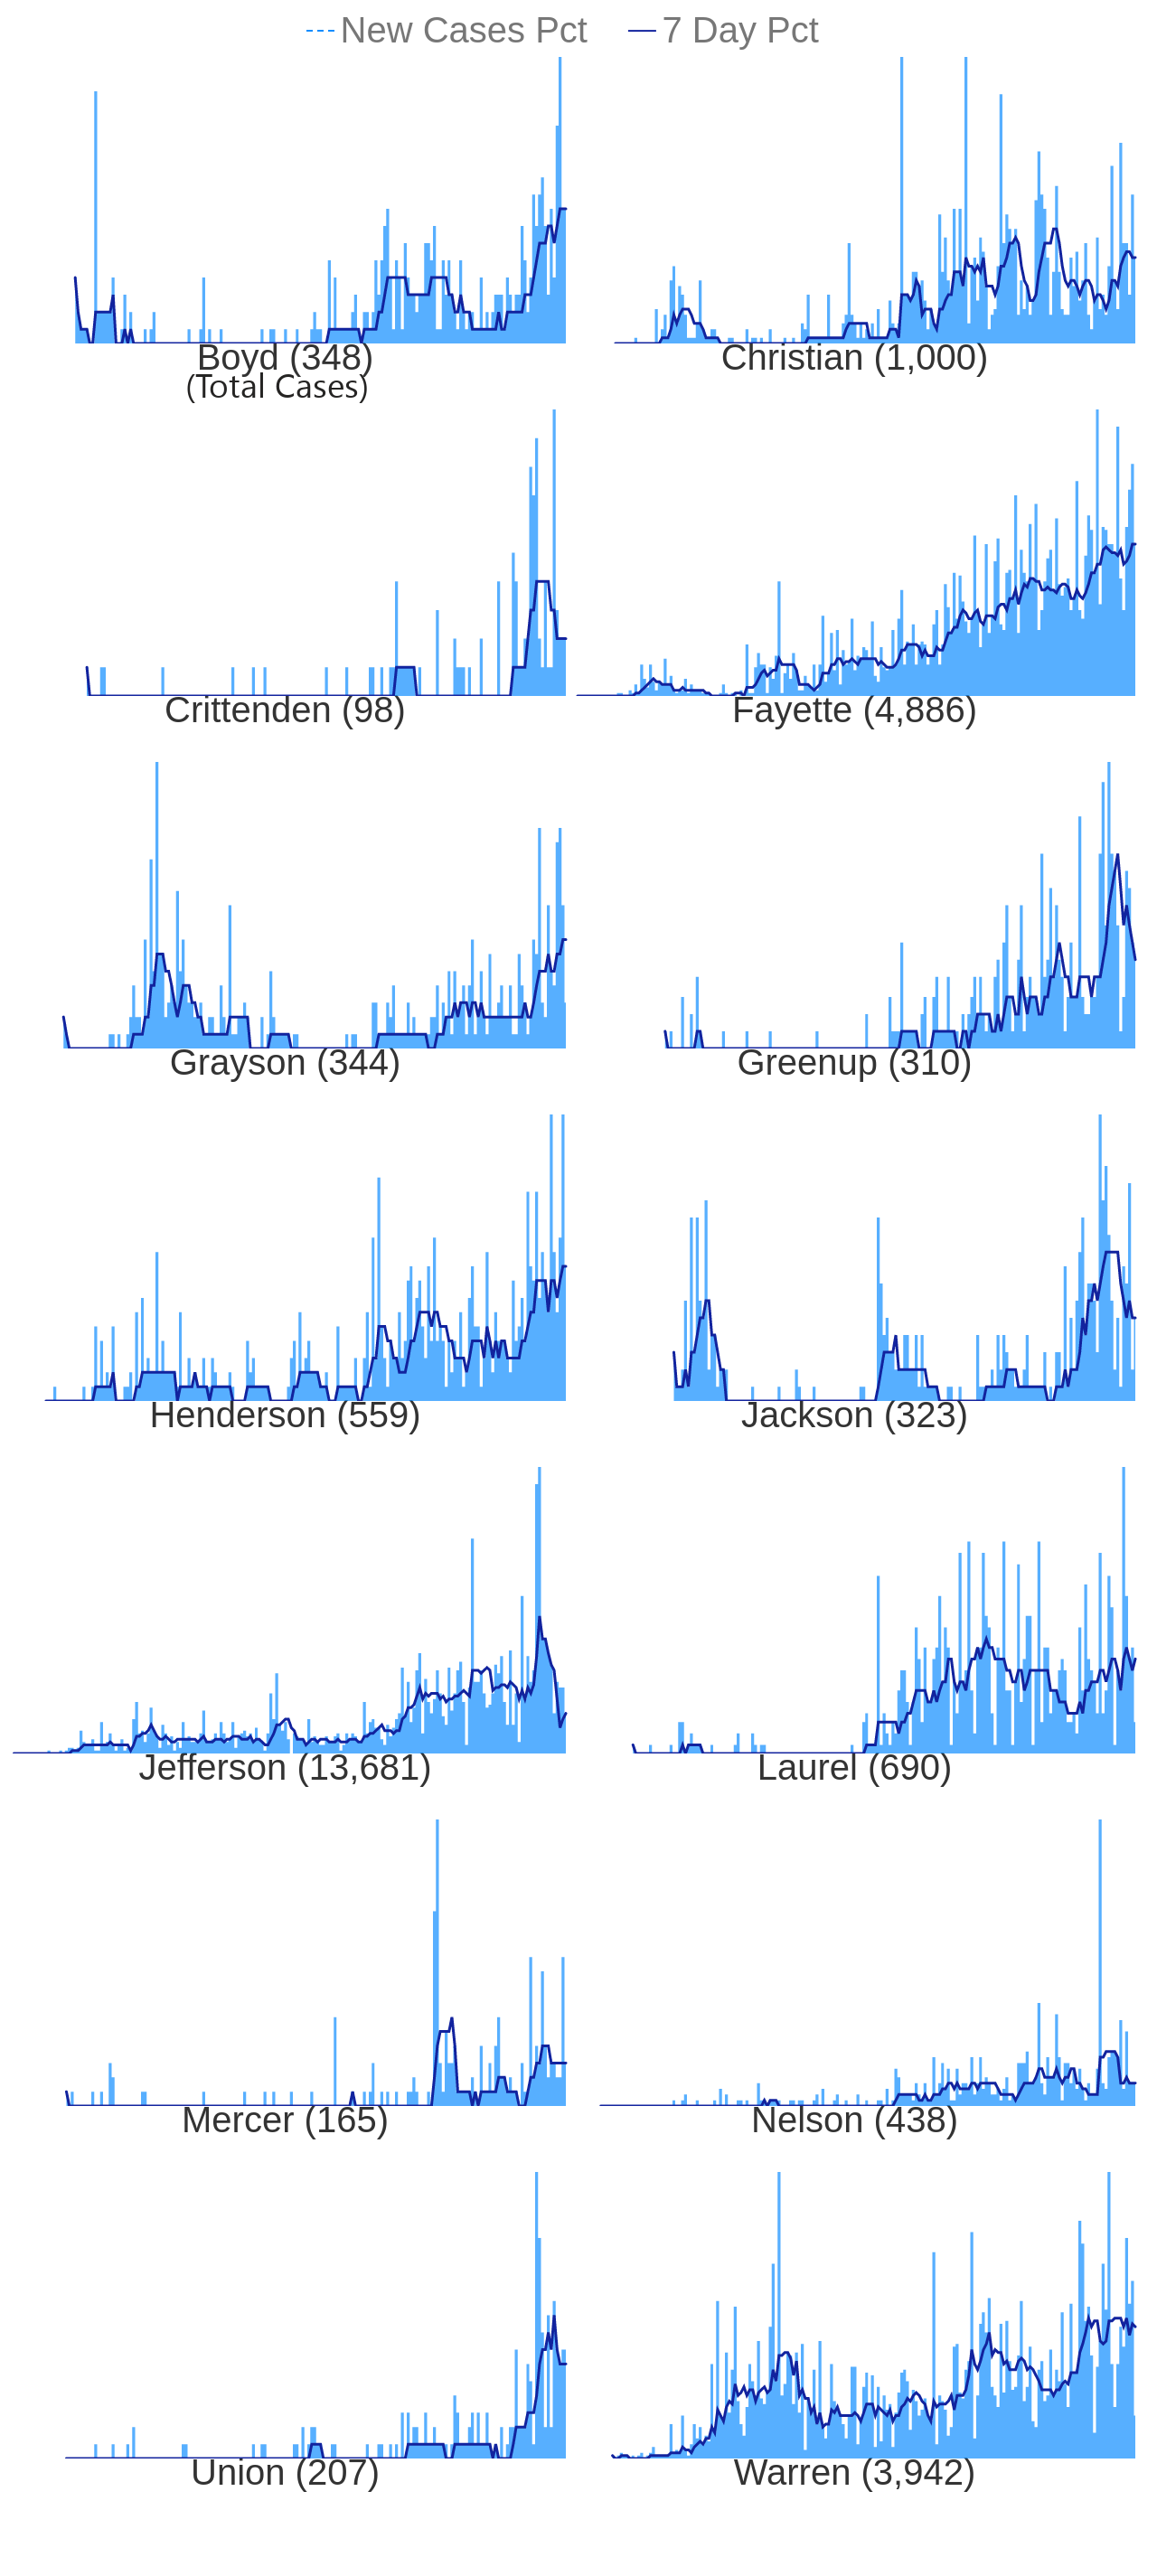 New Cases Pct 7 Day Pct
Boyd (348) Christian (1,000)
(Total Cases)
Crittenden (98) Fayette (4,886)
Grayson (344) Greenup (310)
Henderson (559) Jackson (323)
Jefferson (13,681) Laurel (690)
Mercer (165) Nelson (438)
Union (207) Warren (3,942)